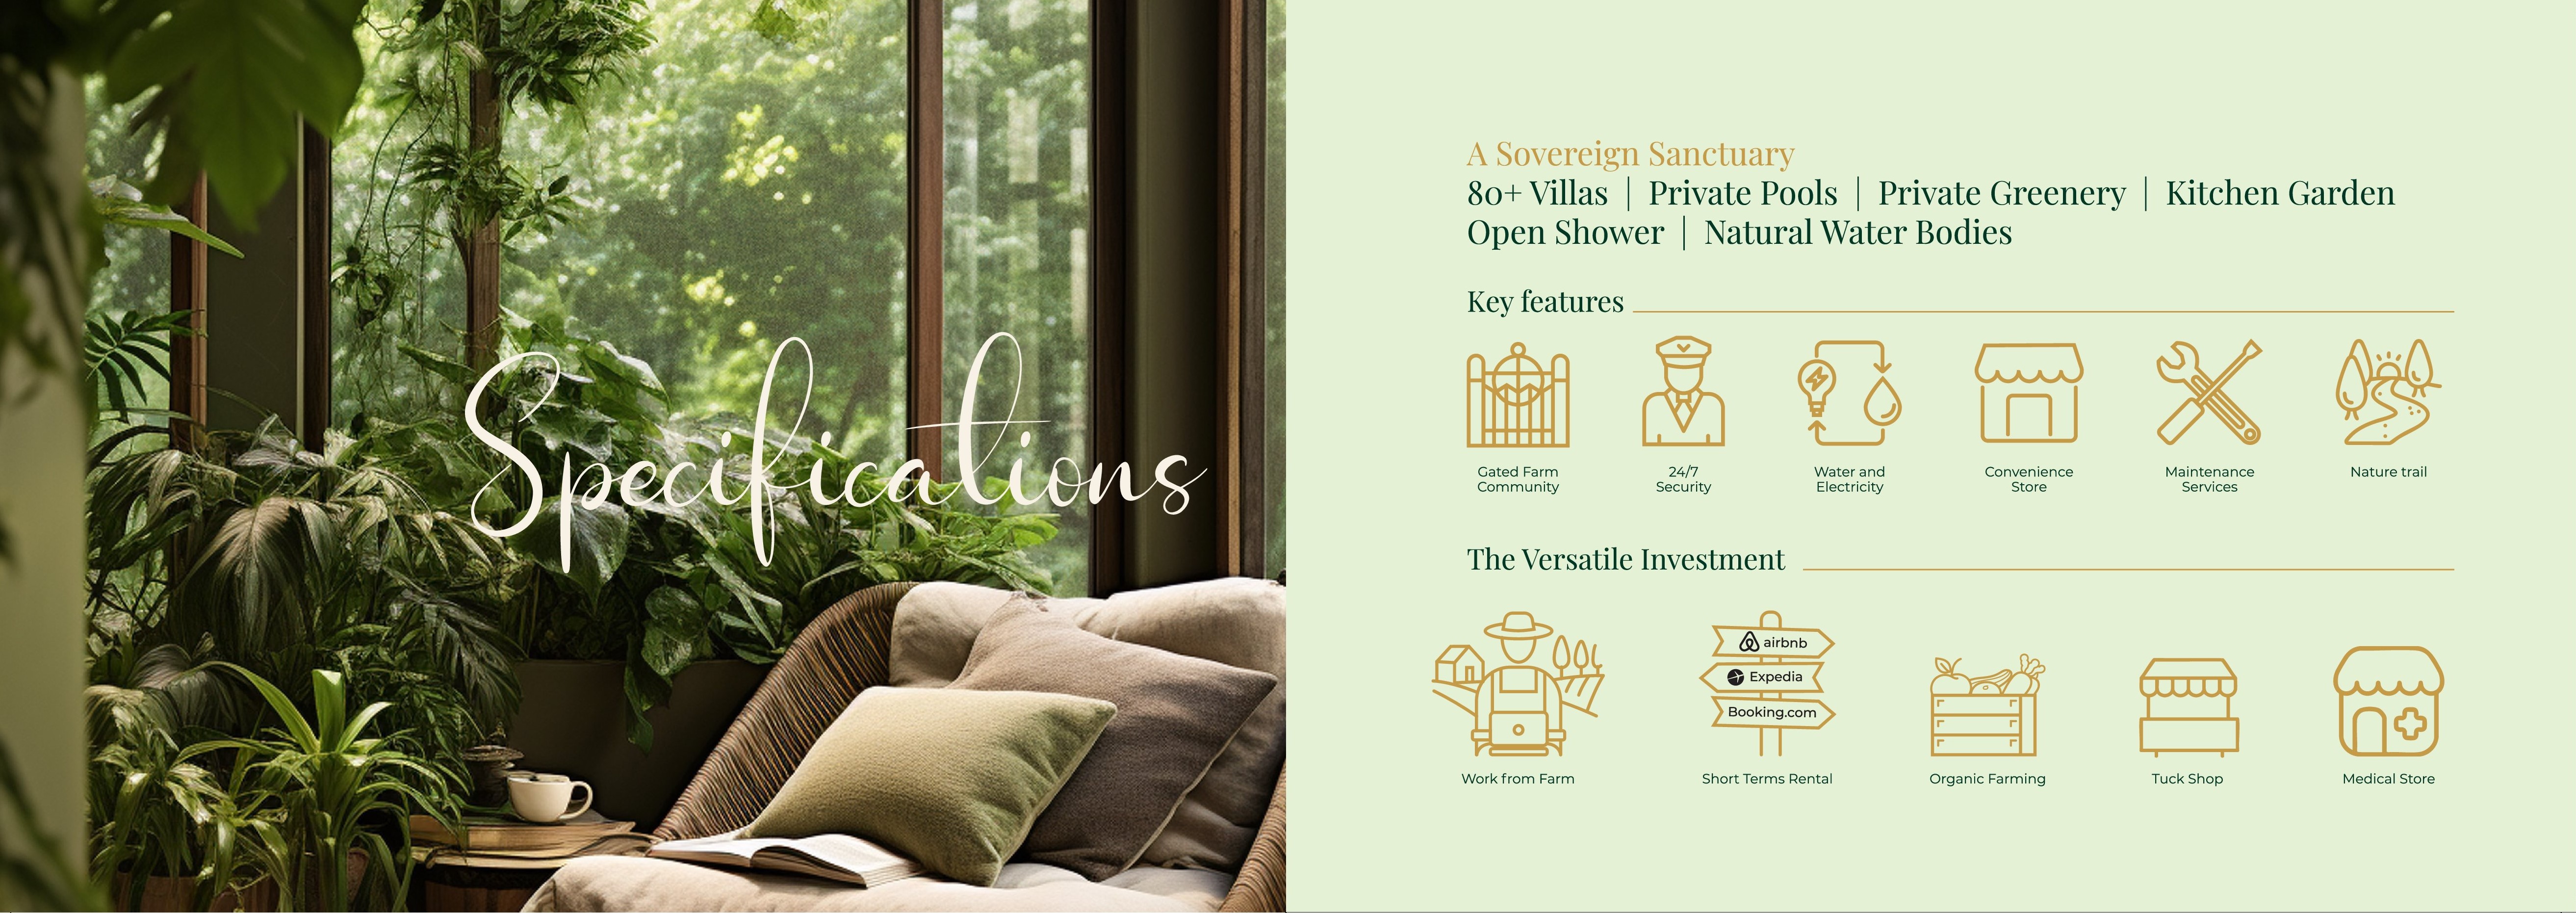 Specifications
A Sovereign Sanctuary
80+ Villas | Private Pools | Private Greenery | Kitchen Garden
Open Shower | Natural Water Bodies
Key features
Gated Farm
Community
24/7
Security
Water and
Electricity
Convenience
Store
Maintenance
Services
Nature trail
The Versatile Investment
airbnb
Expedia
Booking.com
Work from Farm
Short Terms Rental
Organic Farming
Tuck Shop
Medical Store